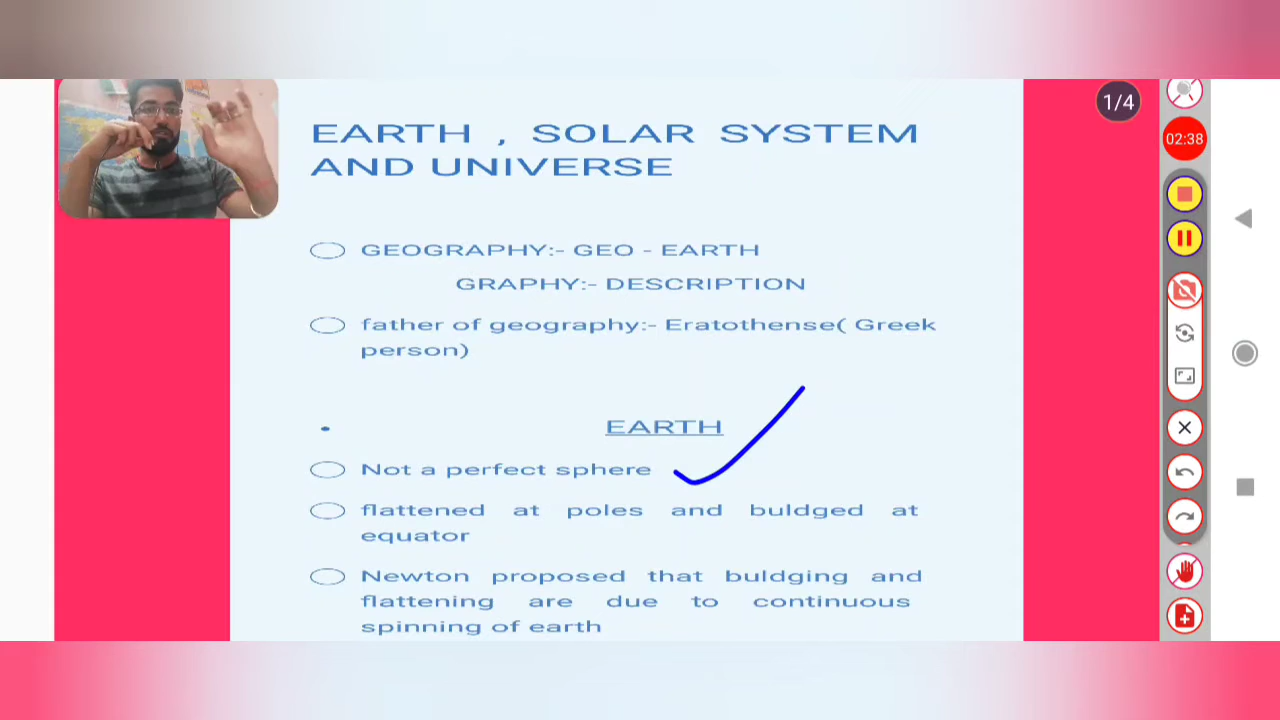 1/4
02:38
EARTH , SOLAR SYSTEM
AND UNIVERSE
GEOGRAPHY:- GEO - EARTH
GRAPHY:- DESCRIPTION
father of geography:- Eratothense( Greek
person)
• EARTH
Not a perfect sphere
flattened at poles and buldged at
equator
Newton proposed that buldging and
flattening are due to continuous
spinning of earth